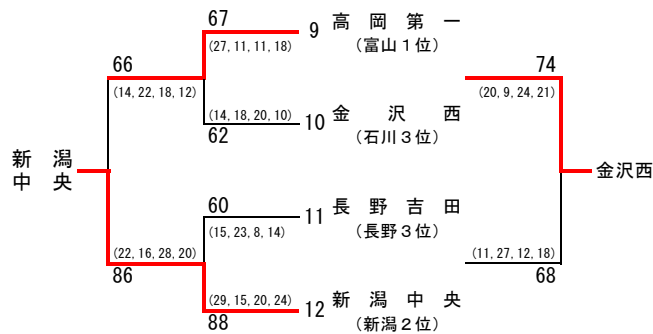 67
9 高岡第一
(27, 11, 11, 18)
(富山1位)
66
(14, 22, 18, 12)
74
(20, 9, 24, 21)
(14, 18, 20, 10)
10 金沢西
62
(石川3位)
新潟
中央
金沢西
60
11 長野吉田
(15, 23, 8, 14)
(長野3位)
(22, 16, 28, 20)
86
(11, 27, 12, 18)
68
(29, 15, 20, 24)
12 新潟中央
88
(新潟2位)